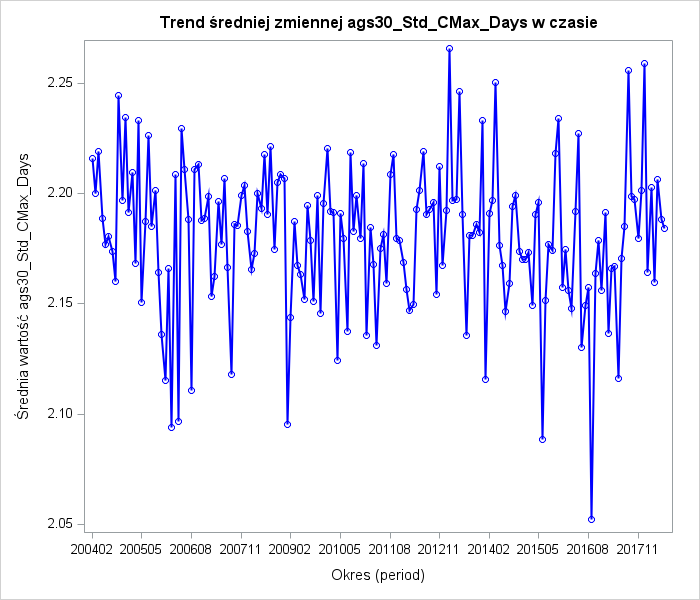 Trend średniej zmiennej ags30_Std_CMax_Days w czasie
Średnia wartość ags30_Std_CMax_Days
2.25
2.20
2.15
2.10
2.05
200402 200505 200608 200711 200902 201005 201108 201211 201402 201505 201608 201711
Okres (period)